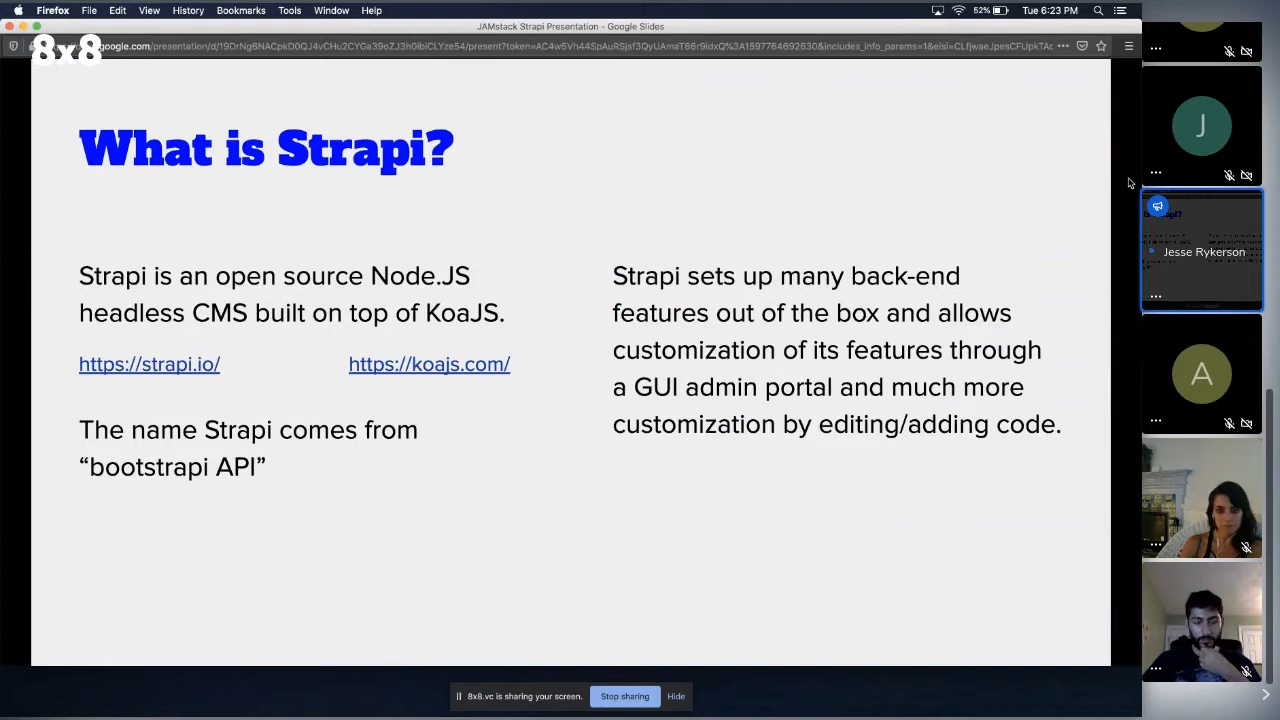 Firefox File Edit View History Bookmarks Tools Window Help 52% Tue 6:23 PM
JAMstack Strapi Presentation - Google Slides
8x8
What is Strapi?
Strapi is an open source Node.JS
headless CMS built on top of KoaJS.
https://strapi.io/ https://koajs.com/
The name Strapi comes from
“bootstrapi API”
Strapi sets up many back-end
features out of the box and allows
customization of its features through
a GUI admin portal and much more
customization by editing/adding code.
J
Jesse Rykerson
A
8x8.vc is sharing your screen. Stop sharing Hide